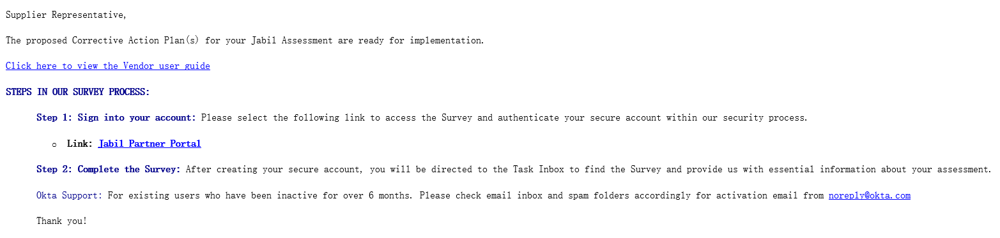 Supplier Representative,
The proposed Corrective Action Plan(s) for your Jabil Assessment are ready for implementation.
Click here to view the Vendor user guide
STEPS IN OUR SURVEY PROCESS:
Step 1: Sign into your account: Please select the following link to access the Survey and authenticate your secure account within our security process.
o Link: Jabil Partner Portal
Step 2: Complete the Survey: After creating your secure account, you will be directed to the Task Inbox to find the Survey and provide us with essential information about your assessment.
Okta Support: For existing users who have been inactive for over 6 months. Please check email inbox and spam folders accordingly for activation email from noreply@okta.com
Thank you!